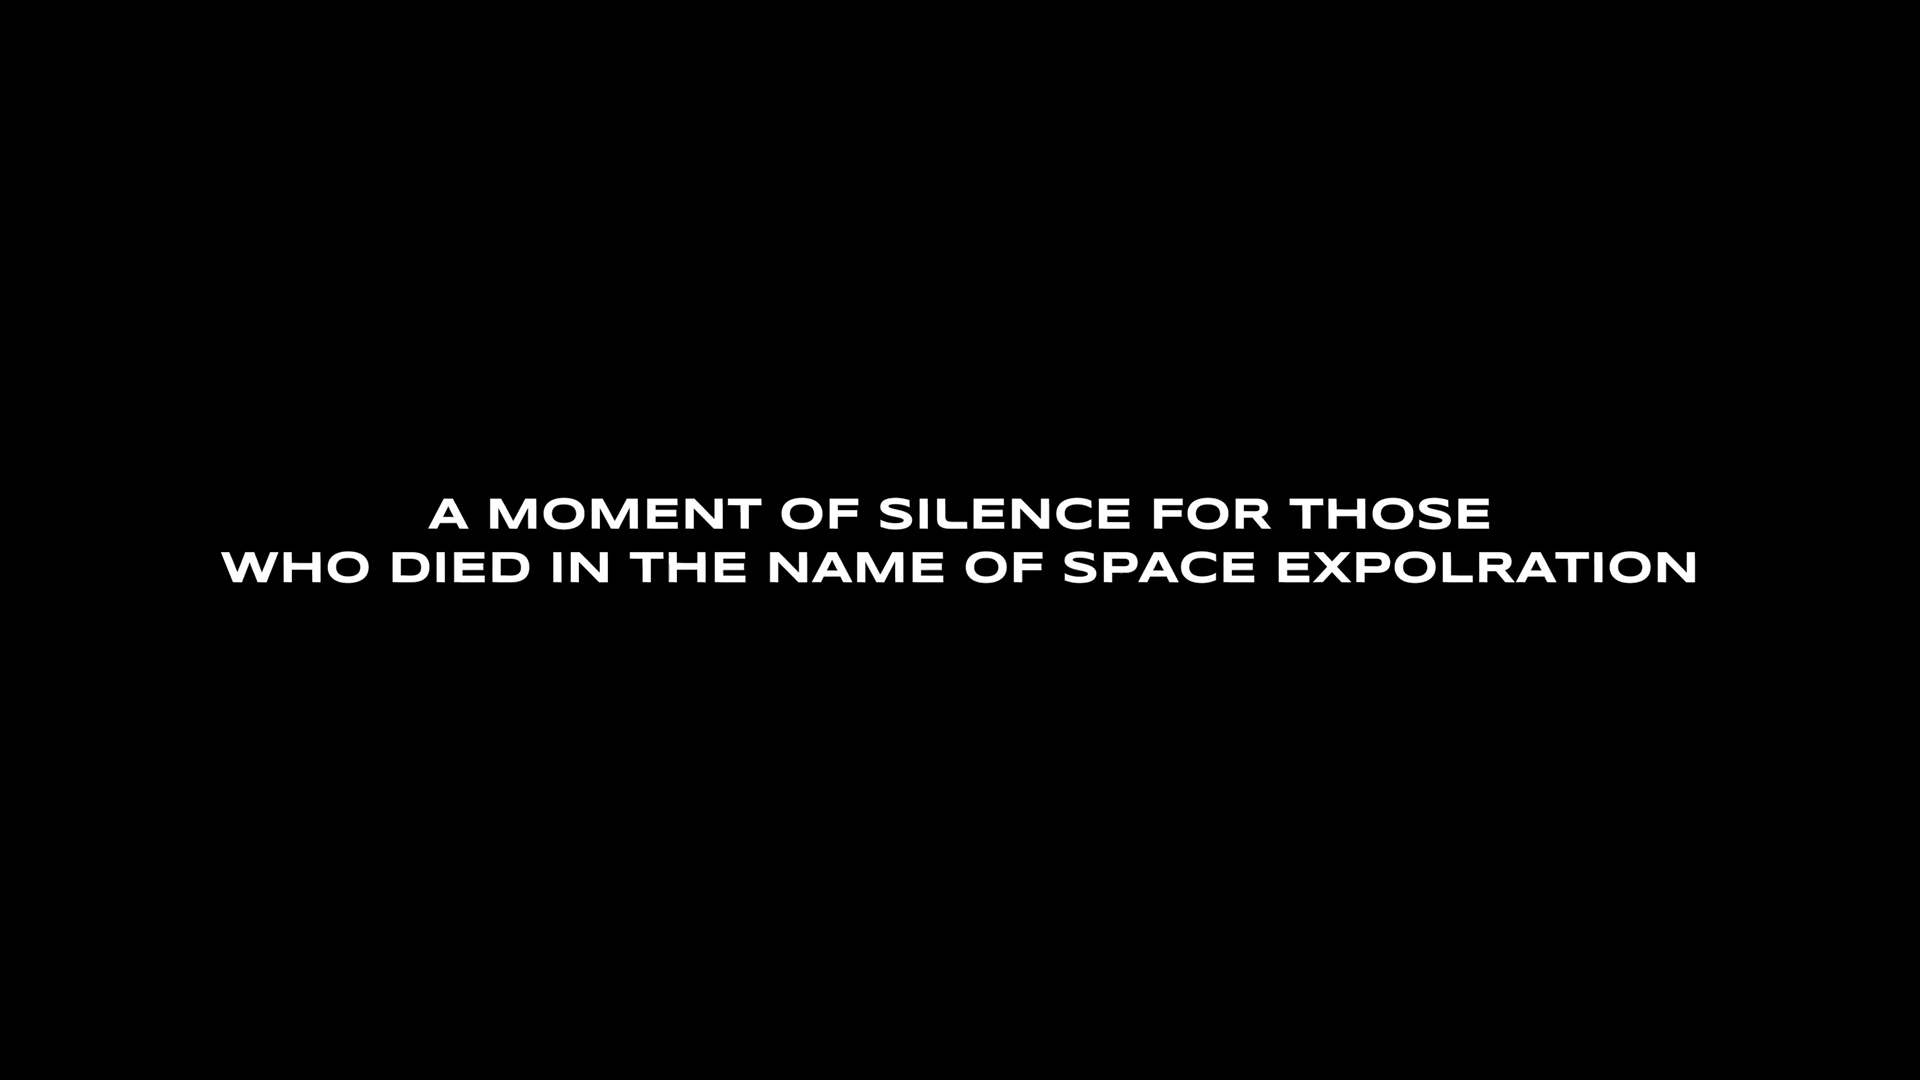 A MOMENT OF SILENCE FOR THOSE
WHO DIED IN THE NAME OF SPACE EXPOLRATION